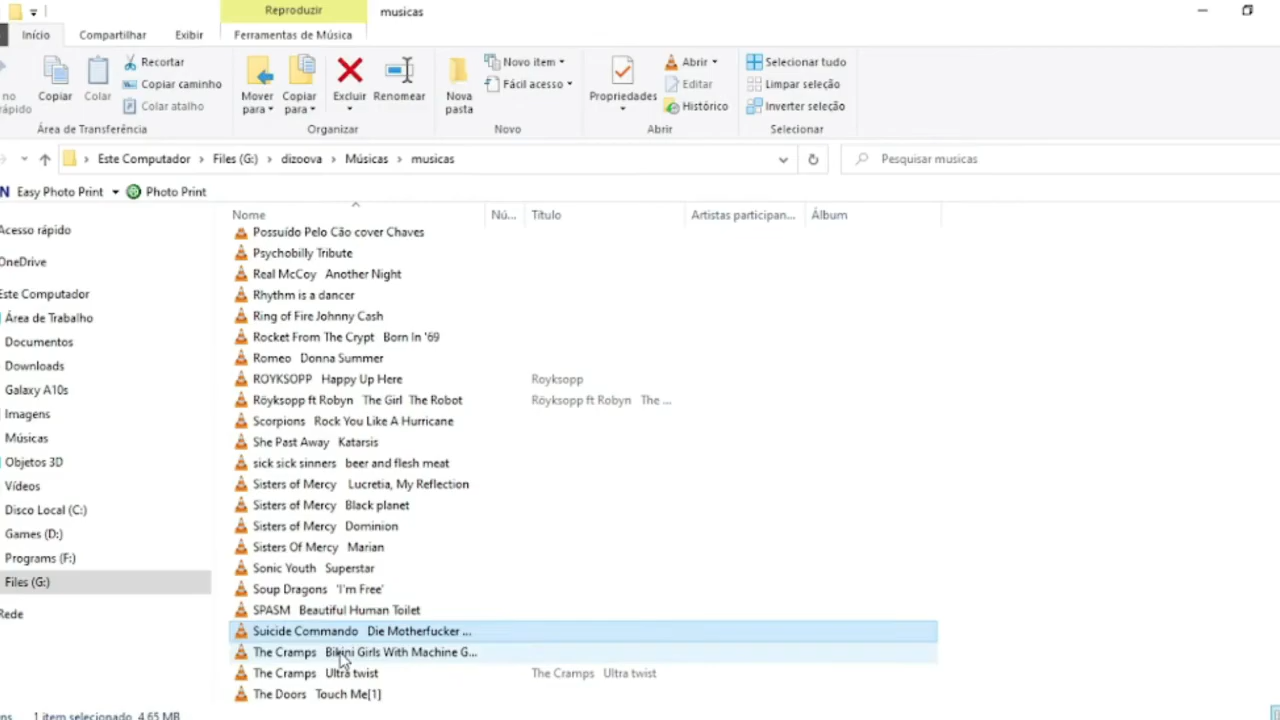 Reproduzir
musicas
Início
Compartilhar
Exibir
Ferramentas de Música
no
rápido
Copiar
Colar
Recortar
Copiar caminho
Colar atalho
Área de Transferência
Mover para
Copiar para
Excluir
Renomear
Organizar
Nova pasta
Novo item
Fácil acesso
Novo
Propriedades
Abrir
Editar
Histórico
Abrir
Selecionar tudo
Limpar seleção
Inverter seleção
Selecionar
Este Computador > Files (G:) > dizoova > Músicas > musicas
Pesquisar musicas
N Easy Photo Print
Photo Print
Acesso rápido
OneDrive
Este Computador
Área de Trabalho
Documentos
Downloads
Galaxy A10s
Imagens
Músicas
Objetos 3D
Vídeos
Disco Local (C:)
Games (D:)
Programs (F:)
Files (G:)
Rede
Nome Nú... Título Artistas participan... Álbum
Possuído Pelo Cão cover Chaves
Psychobilly Tribute
Real McCoy Another Night
Rhythm is a dancer
Ring of Fire Johnny Cash
Rocket From The Crypt Born In '69
Romeo Donna Summer
ROYKSOPP Happy Up Here Royksopp
Röyksopp ft Robyn The Girl The Robot Röyksopp ft Robyn The ...
Scorpions Rock You Like A Hurricane
She Past Away Katarsis
sick sick sinners beer and flesh meat
Sisters of Mercy Lucretia, My Reflection
Sisters of Mercy Black planet
Sisters of Mercy Dominion
Sisters Of Mercy Marian
Sonic Youth Superstar
Soup Dragons 'I'm Free'
SPASM Beautiful Human Toilet
Suicide Commando Die Motherfucker ...
The Cramps Bikini Girls With Machine G...
The Cramps Ultra twist The Cramps Ultra twist
The Doors Touch Me[1]
1 item selecionado 4,65 MB